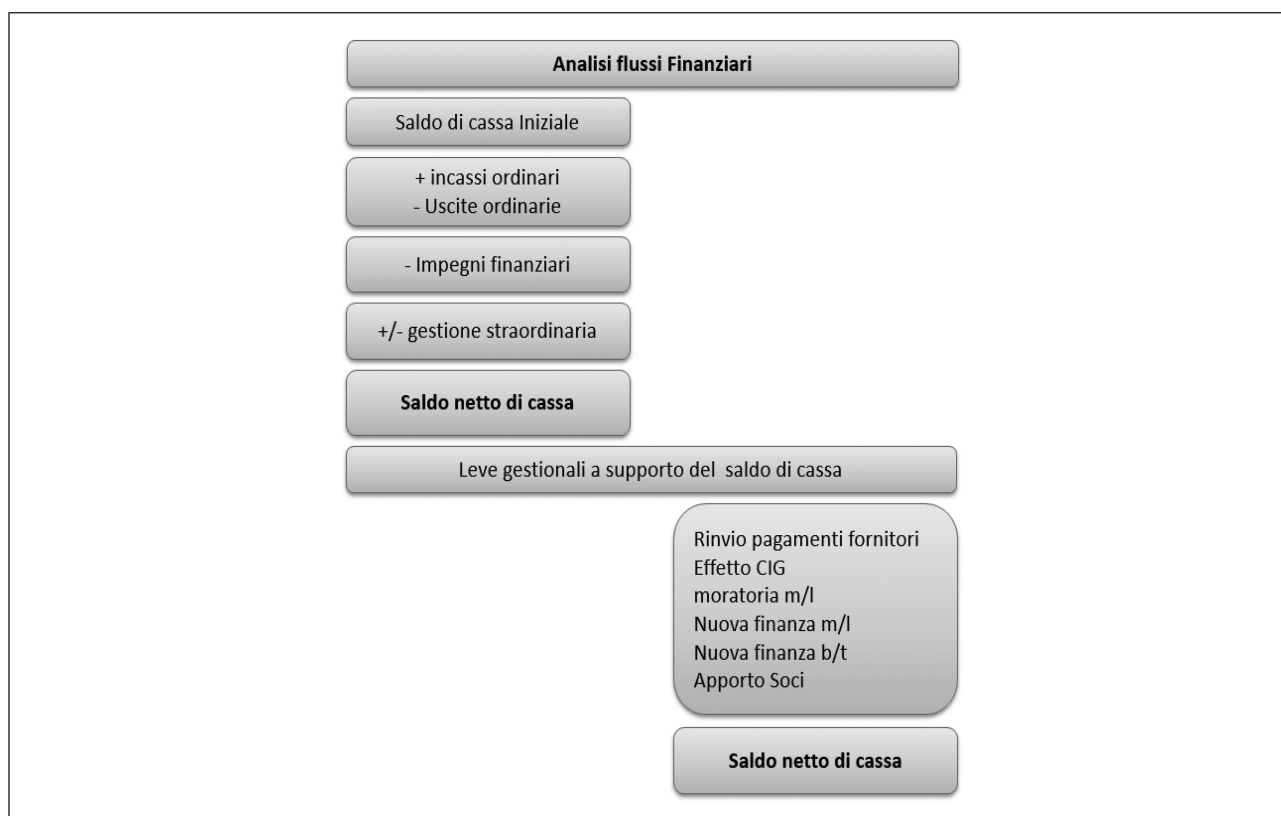 Analisi flussi Finanziari
Saldo di cassa Iniziale
+ incassi ordinari
- Uscite ordinarie
- Impegni finanziari
+/- gestione straordinaria
Saldo netto di cassa
Leve gestionali a supporto del saldo di cassa
Rinvio pagamenti fornitori
Effetto CIG
moratoria m/l
Nuova finanza m/l
Nuova finanza b/t
Apporto Soci
Saldo netto di cassa